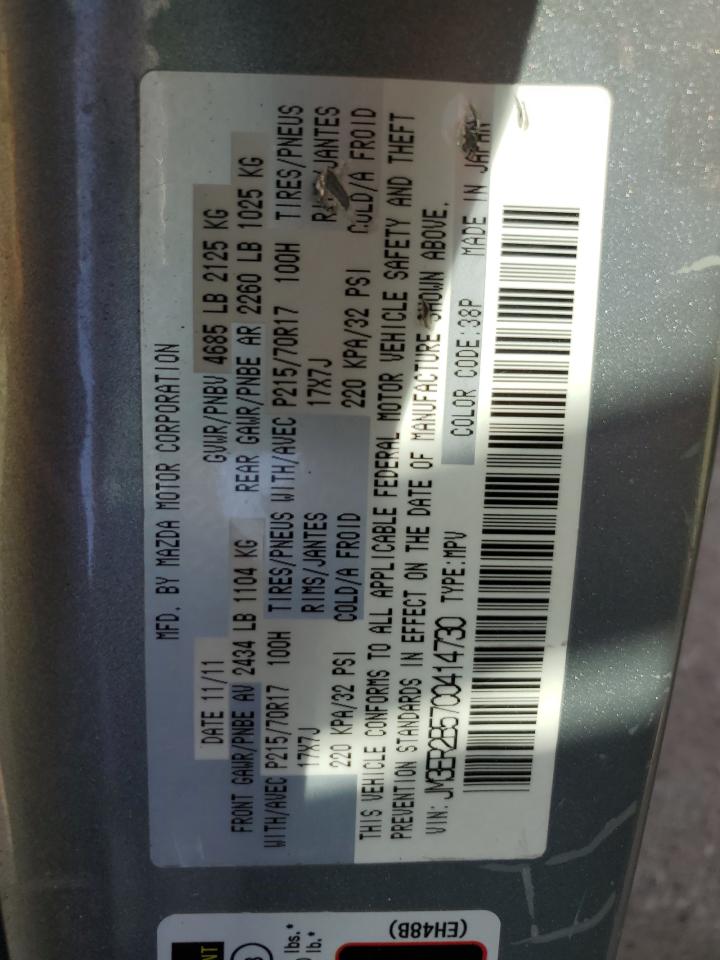 MFD. BY MAZDA MOTOR CORPORATION
DATE 11/11 GVWR/PNBV 4685 LB 2125 KG
FRONT GAWR/PNBE AV 2434 LB 1104 KG REAR GAWR/PNBE AR 2260 LB 1025 KG
WITH/AVEC P215/70R17 100H TIRES/PNEUS WITH/AVEC P215/70R17 100H TIRES/PNEUS
17X7J RIMS/JANTES 17X7J RIMS/JANTES
220 KPA/32 PSI COLD/A FROID 220 KPA/32 PSI COLD/A FROID
THIS VEHICLE CONFORMS TO ALL APPLICABLE FEDERAL MOTOR VEHICLE SAFETY AND THEFT
PREVENTION STANDARDS IN EFFECT ON THE DATE OF MANUFACTURE SHOWN ABOVE.
VIN: JM3ER2B57C0414730 TYPE:MPV COLOR CODE:38P MADE IN JAPAN
lbs.*
lb.*
(EH48B)